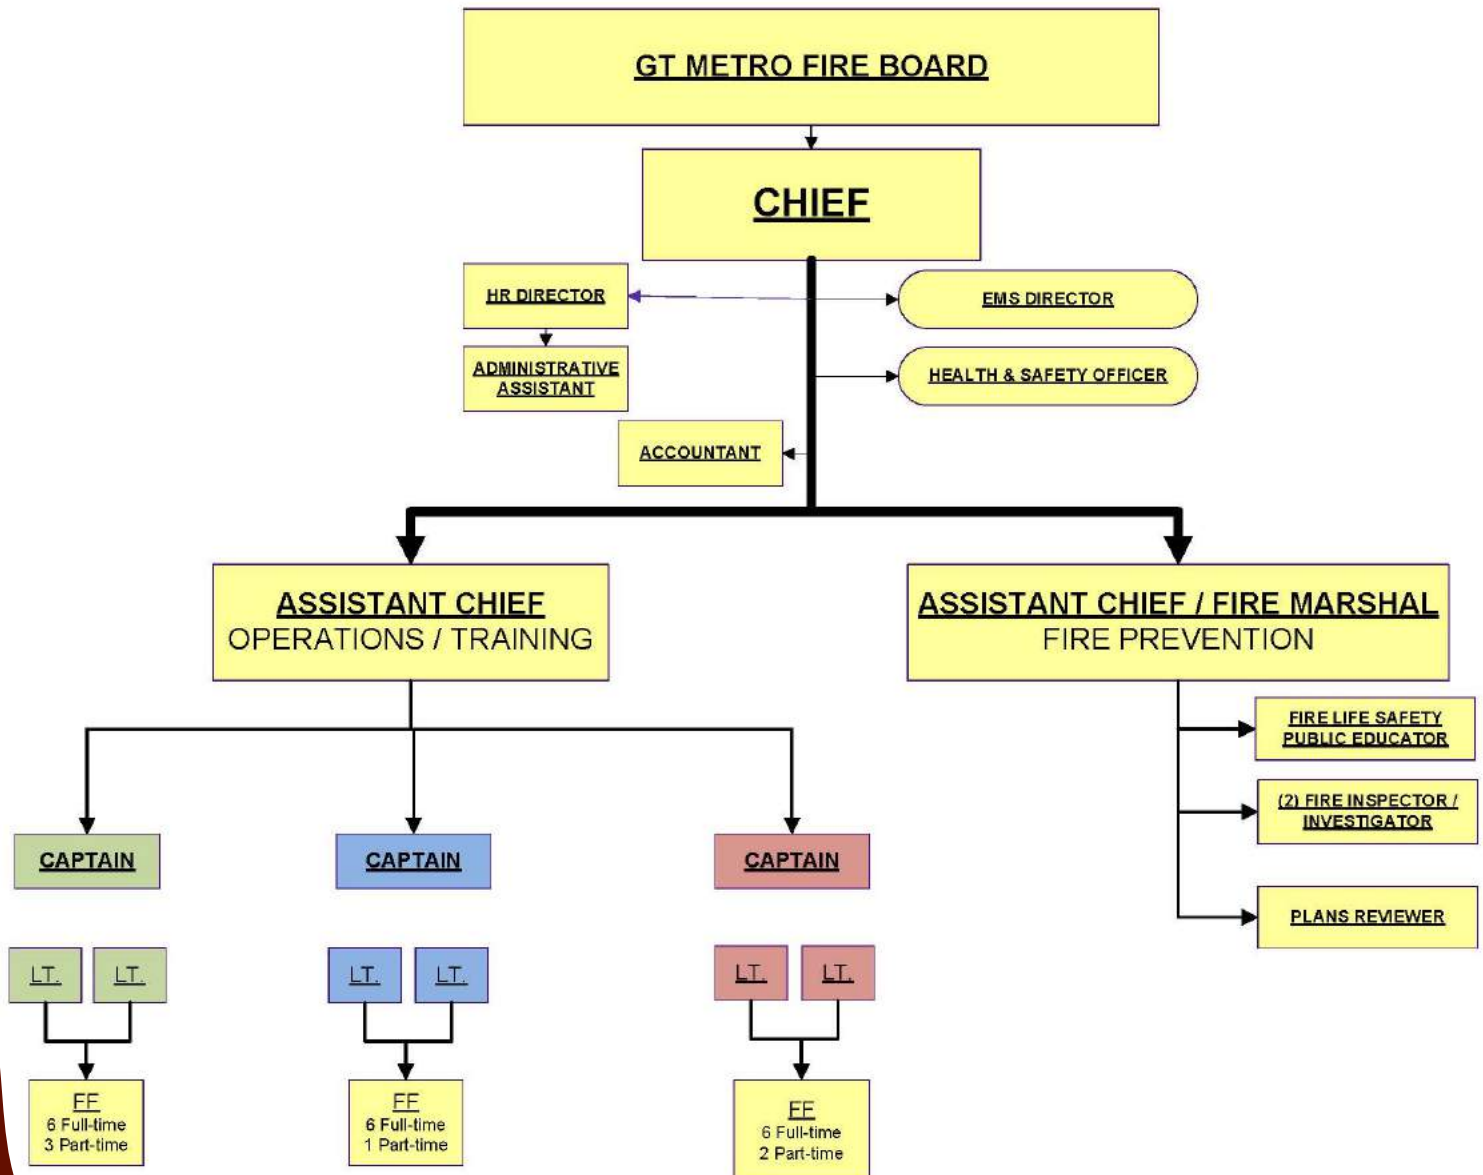 GT METRO FIRE BOARD
CHIEF
HR DIRECTOR
EMS DIRECTOR
ADMINISTRATIVE
ASSISTANT
HEALTH & SAFETY OFFICER
ACCOUNTANT
ASSISTANT CHIEF
OPERATIONS / TRAINING
ASSISTANT CHIEF / FIRE MARSHAL
FIRE PREVENTION
FIRE LIFE SAFETY
PUBLIC EDUCATOR
(2) FIRE INSPECTOR /
INVESTIGATOR
PLANS REVIEWER
CAPTAIN
CAPTAIN
CAPTAIN
LT.
LT.
LT.
LT.
LT.
LT.
FF
6 Full-time
3 Part-time
FF
6 Full-time
1 Part-time
FF
6 Full-time
2 Part-time